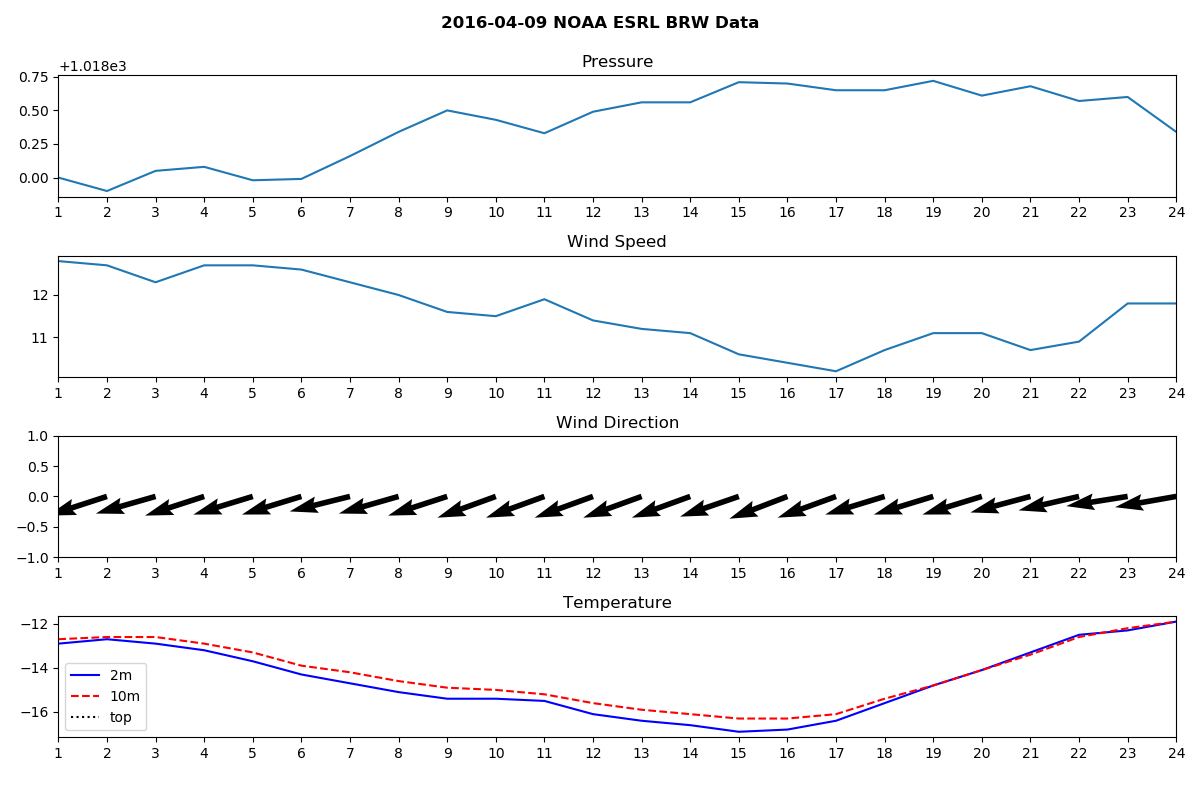 2016-04-09 NOAA ESRL BRW Data
Pressure
+1.018e3
0.75
0.50
0.25
0.00
1 2 3 4 5 6 7 8 9 10 11 12 13 14 15 16 17 18 19 20 21 22 23 24
Wind Speed
12
11
1 2 3 4 5 6 7 8 9 10 11 12 13 14 15 16 17 18 19 20 21 22 23 24
Wind Direction
1.0
0.5
0.0
−0.5
−1.0
1 2 3 4 5 6 7 8 9 10 11 12 13 14 15 16 17 18 19 20 21 22 23 24
Temperature
−12
−14
−16
2m
10m
top
1 2 3 4 5 6 7 8 9 10 11 12 13 14 15 16 17 18 19 20 21 22 23 24